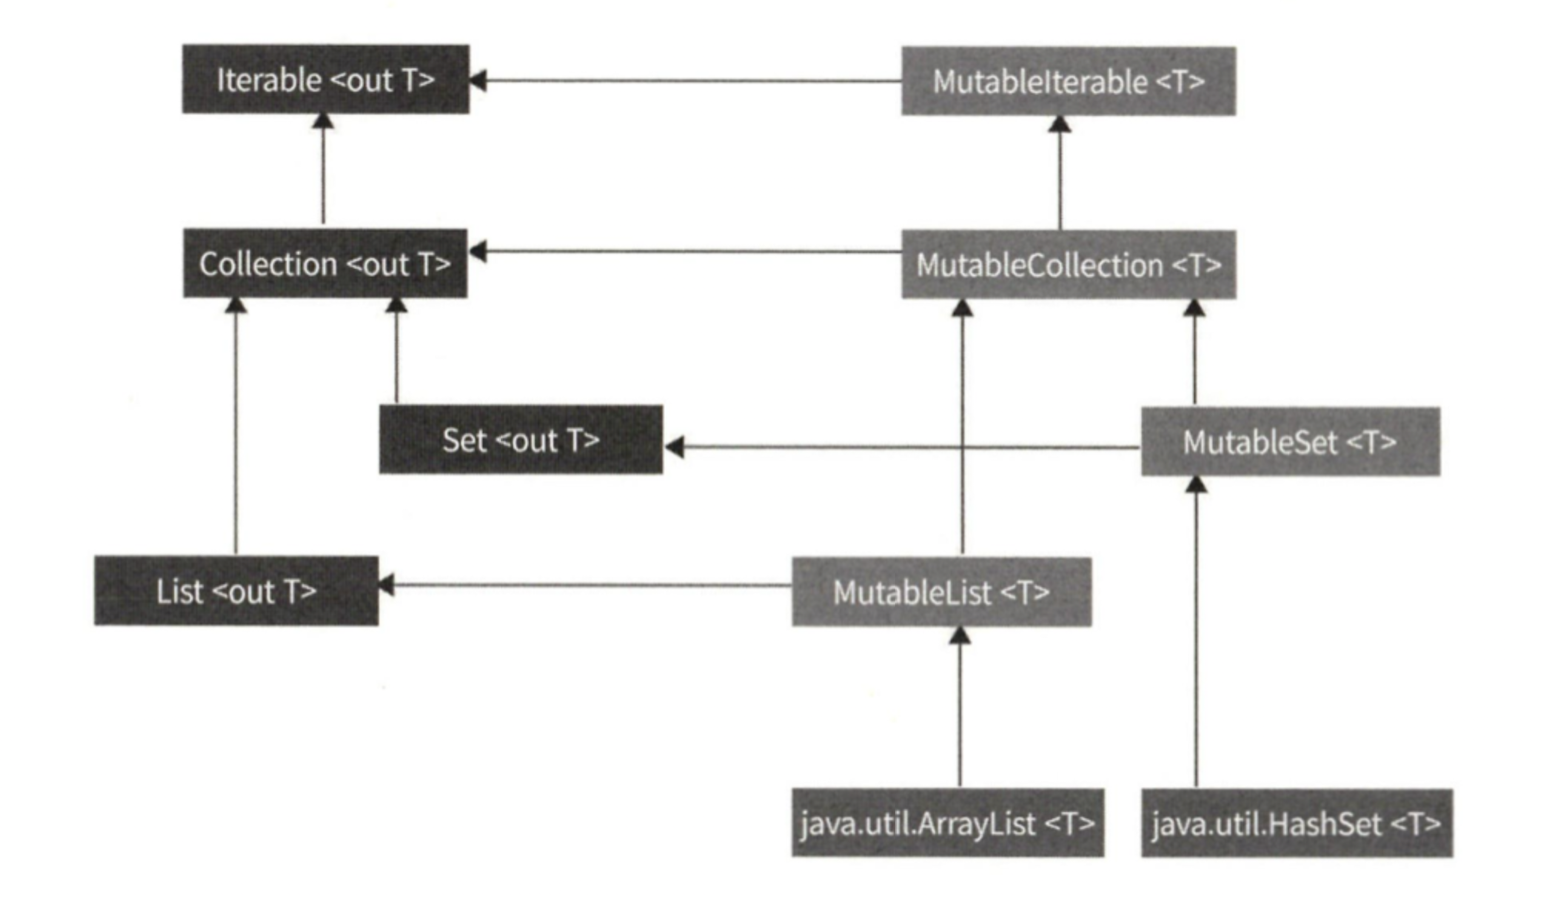 Iterable <out T>
MutableIterable <T>
Collection <out T>
MutableCollection <T>
Set <out T>
MutableSet <T>
List <out T>
MutableList <T>
java.util.ArrayList <T>
java.util.HashSet <T>